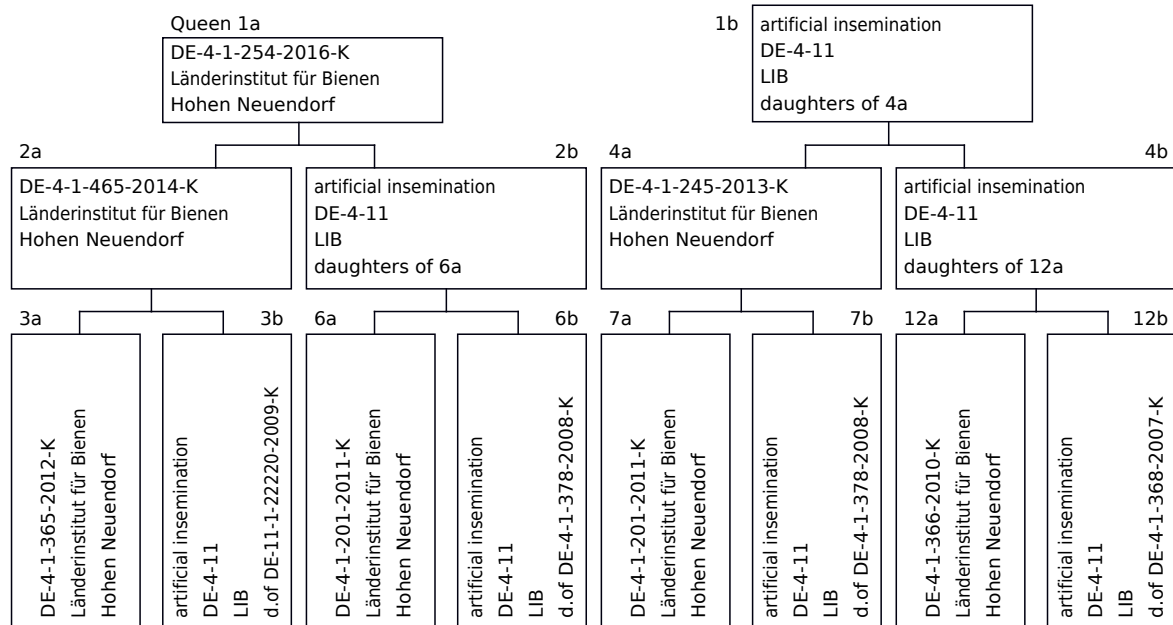 Queen 1a
DE-4-1-254-2016-K
Länderinstitut für Bienen
Hohen Neuendorf
1b
artificial insemination
DE-4-11
LIB
daughters of 4a
2a
DE-4-1-465-2014-K
Länderinstitut für Bienen
Hohen Neuendorf
2b
artificial insemination
DE-4-11
LIB
daughters of 6a
4a
DE-4-1-245-2013-K
Länderinstitut für Bienen
Hohen Neuendorf
4b
artificial insemination
DE-4-11
LIB
daughters of 12a
3a
DE-4-1-365-2012-K
Länderinstitut für Bienen
Hohen Neuendorf
3b
artificial insemination
DE-4-11
LIB
d.of DE-11-1-22220-2009-K
6a
DE-4-1-201-2011-K
Länderinstitut für Bienen
Hohen Neuendorf
6b
artificial insemination
DE-4-11
LIB
d.of DE-4-1-378-2008-K
7a
DE-4-1-201-2011-K
Länderinstitut für Bienen
Hohen Neuendorf
7b
artificial insemination
DE-4-11
LIB
d.of DE-4-1-378-2008-K
12a
DE-4-1-366-2010-K
Länderinstitut für Bienen
Hohen Neuendorf
12b
artificial insemination
DE-4-11
LIB
d.of DE-4-1-368-2007-K